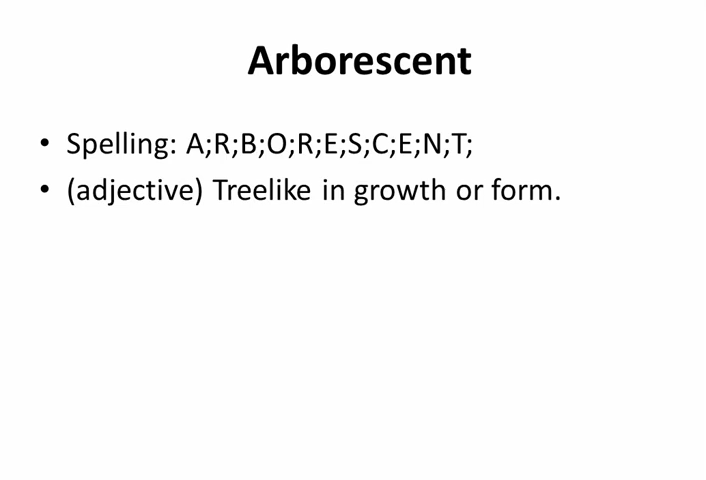 Arborescent
• Spelling: A;R;B;O;R;E;S;C;E;N;T;
• (adjective) Treelike in growth or form.